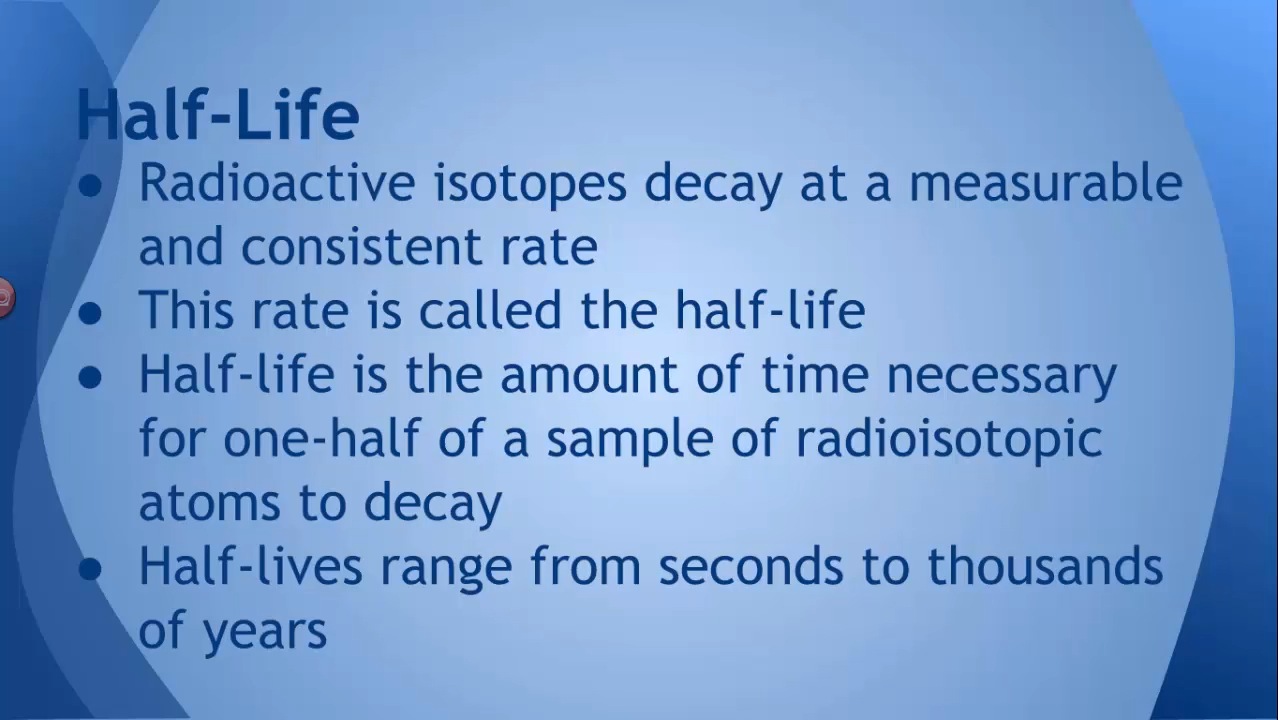 Half-Life
● Radioactive isotopes decay at a measurable
and consistent rate
● This rate is called the half-life
● Half-life is the amount of time necessary
for one-half of a sample of radioisotopic
atoms to decay
● Half-lives range from seconds to thousands
of years